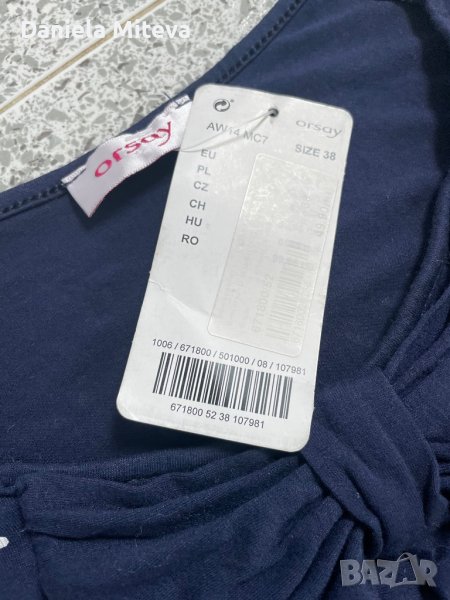 Daniela Miteva
orsay
orsay
AW14 MC7 SIZE 38
EU
PL
CZ
CH
HU
RO
1006 / 671800 / 501000 / 08 / 107981
671800 52 38 107981
BAZAR